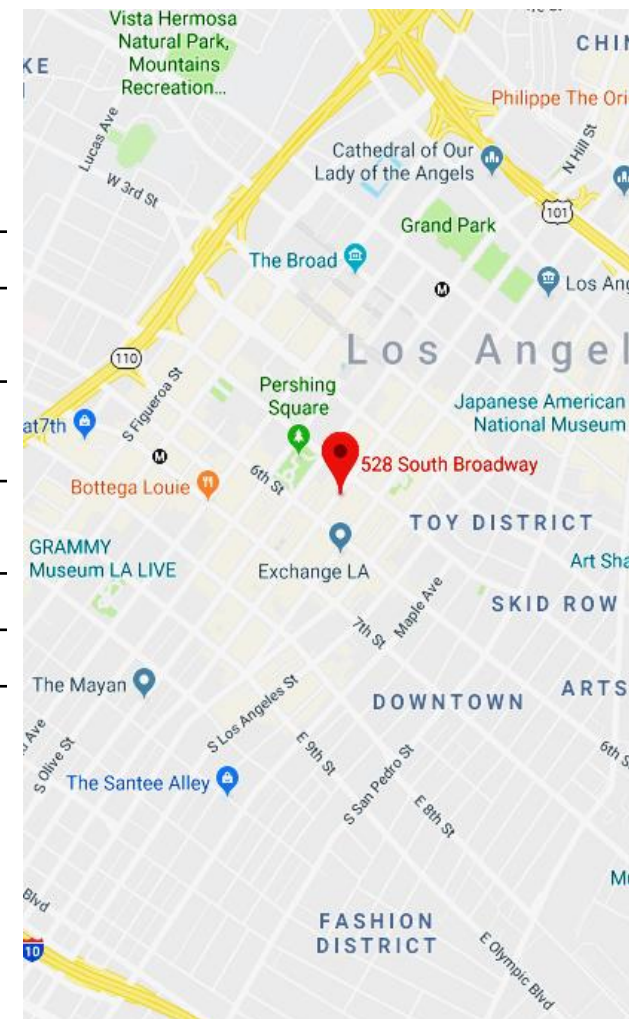 Vista Hermosa
Natural Park,
Mountains
Recreation...
KE
CHIN
Philippe The Ori
Lucas Ave
N Hill St
Cathedral of Our
Lady of the Angels
W 3rd St
101
Grand Park
The Broad
M
Los Ang
Los Angel
110
Pershing
Square
S Figueroa St
Japanese American
National Museum
at7th
M
528 South Broadway
6th St
Bottega Louie
TOY DISTRICT
GRAMMY
Museum LA LIVE
Exchange LA
Art Sha
SKID ROW
Maple Ave
7th St
The Mayan
ARTS
DOWNTOWN
S Los Angeles St
E 9th St
Ave
S Olive St
6th S
The Santee Alley
S San Pedro St
E 8th St
Mu
Blvd
FASHION
DISTRICT
10
E Olympic Blvd